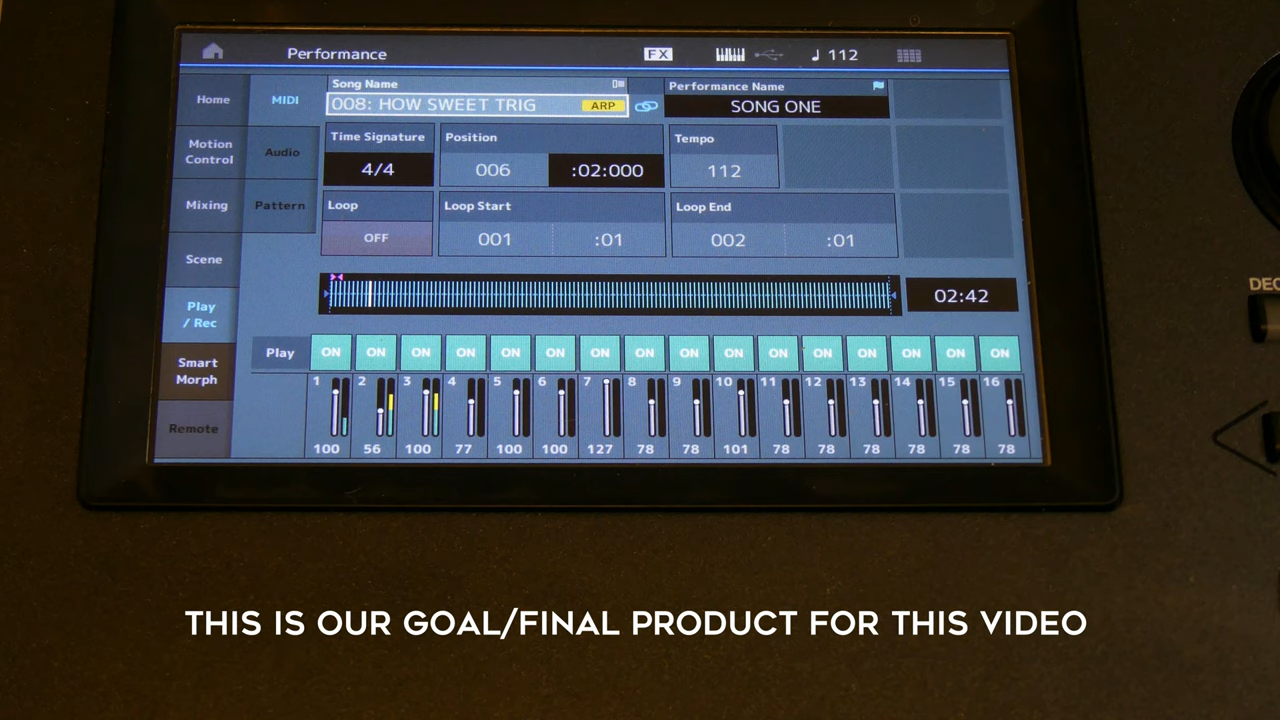 Performance FX ♩ 112
Home MIDI Song Name Performance Name
008: HOW SWEET TRIG ARP SONG ONE
Motion Control Audio Time Signature Position Tempo
4/4 006 :02:000 112
Mixing Pattern Loop Loop Start Loop End
OFF 001 :01 002 :01
Scene
Play / Rec 02:42
Play ON ON ON ON ON ON ON ON ON ON ON ON ON ON ON ON
Smart Morph 1 2 3 4 5 6 7 8 9 10 11 12 13 14 15 16
Remote
100 56 100 77 100 100 127 78 78 101 78 78 78 78 78 78
DEC
THIS IS OUR GOAL/FINAL PRODUCT FOR THIS VIDEO